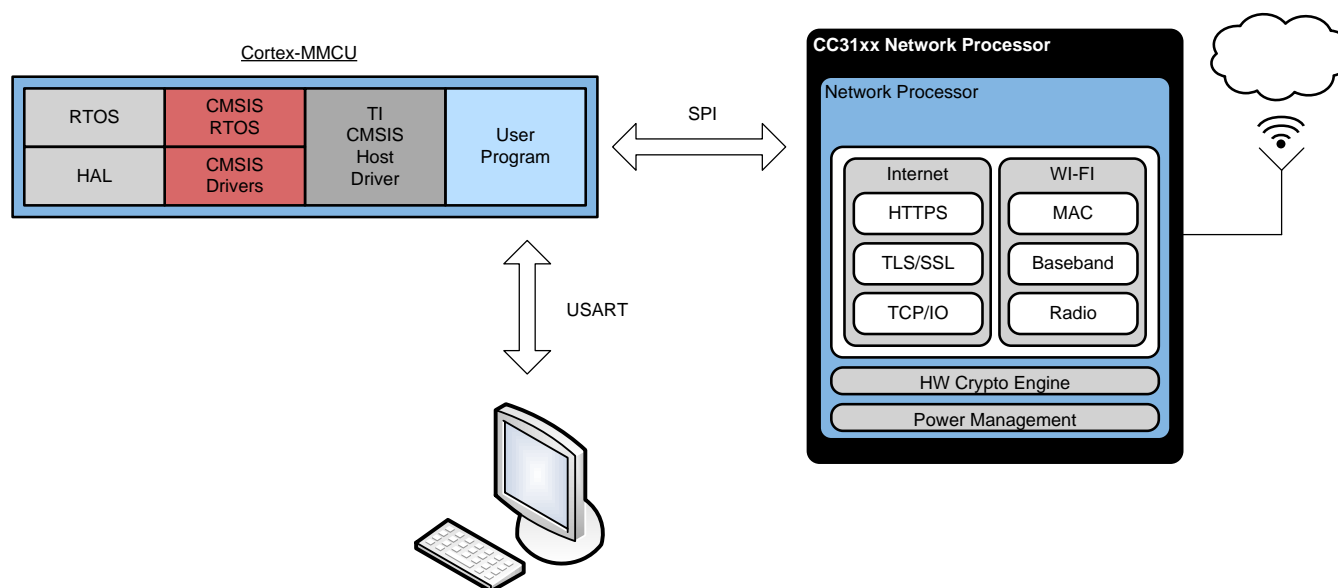 Cortex-MMCU
RTOS
HAL
CMSIS
RTOS
CMSIS
Drivers
TI
CMSIS
Host
Driver
User
Program
SPI
USART
CC31xx Network Processor
Network Processor
Internet
HTTPS
TLS/SSL
TCP/IO
WI-FI
MAC
Baseband
Radio
HW Crypto Engine
Power Management